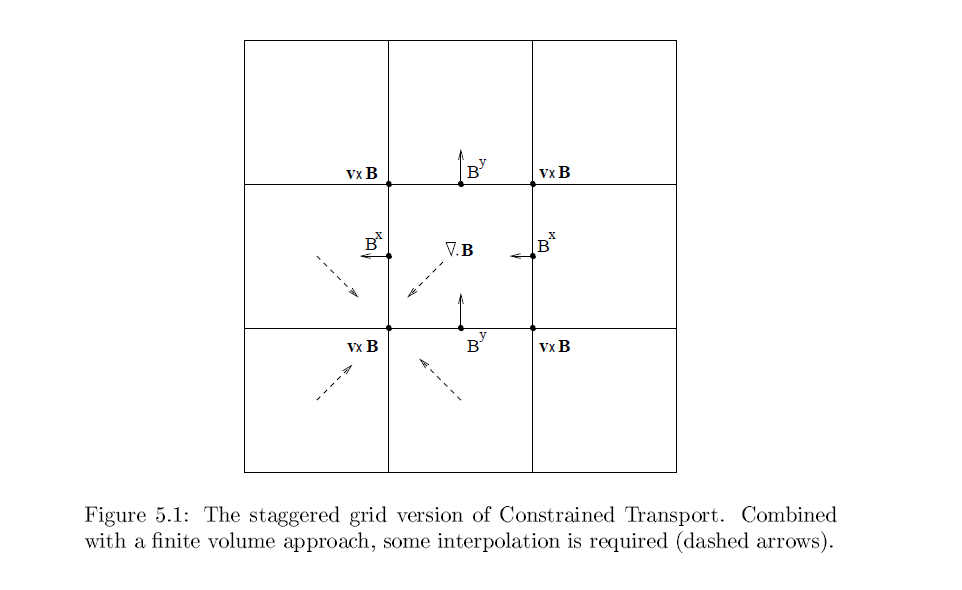 v x B B^y v x B
B^x ∇.B B^x
v x B B^y v x B
Figure 5.1: The staggered grid version of Constrained Transport. Combined
with a finite volume approach, some interpolation is required (dashed arrows).